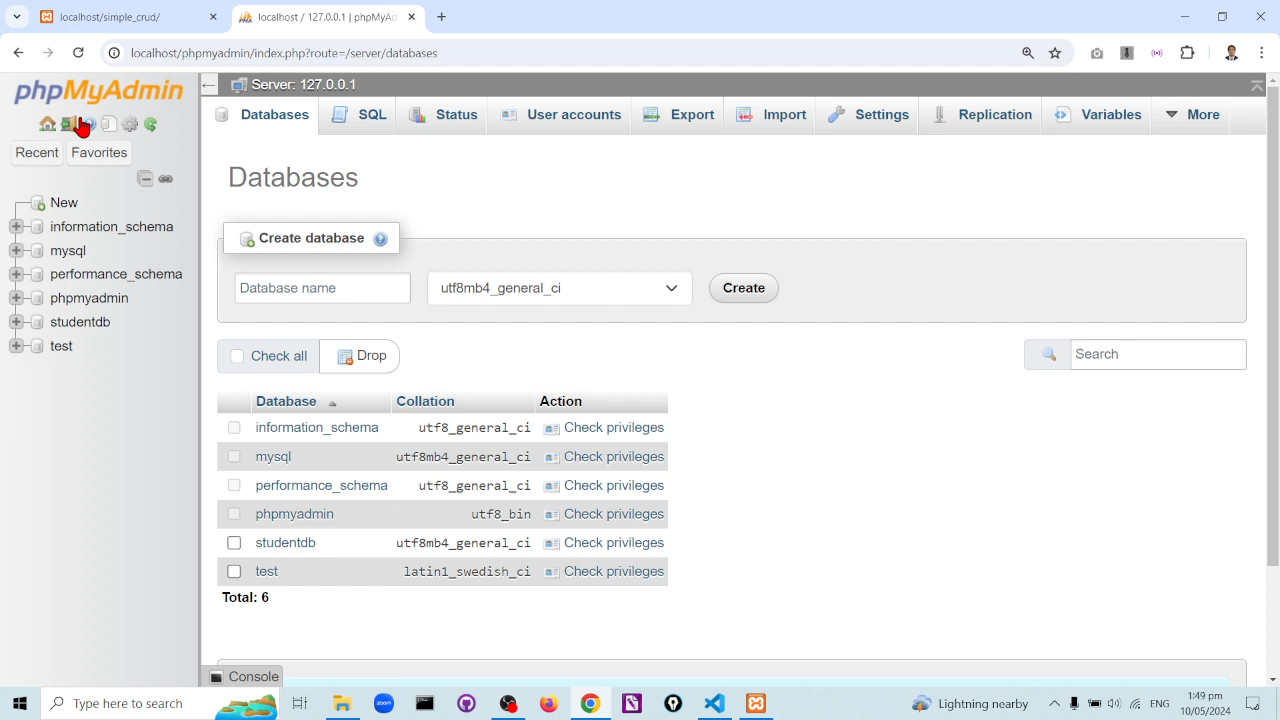 localhost/simple_crud/
localhost / 127.0.0.1 | phpMyAd
localhost/phpmyadmin/index.php?route=/server/databases
phpMyAdmin
Recent
Favorites
New
information_schema
mysql
performance_schema
phpmyadmin
studentdb
test
Server: 127.0.0.1
Databases
SQL
Status
User accounts
Export
Import
Settings
Replication
Variables
More
Databases
Create database
Database name
utf8mb4_general_ci
Create
Check all
Drop
Search
Database Collation Action
information_schema utf8_general_ci Check privileges
mysql utf8mb4_general_ci Check privileges
performance_schema utf8_general_ci Check privileges
phpmyadmin utf8_bin Check privileges
studentdb utf8mb4_general_ci Check privileges
test latin1_swedish_ci Check privileges
Total: 6
Console
Type here to search
zoom
Lightning nearby
ENG
1:49 pm
10/05/2024